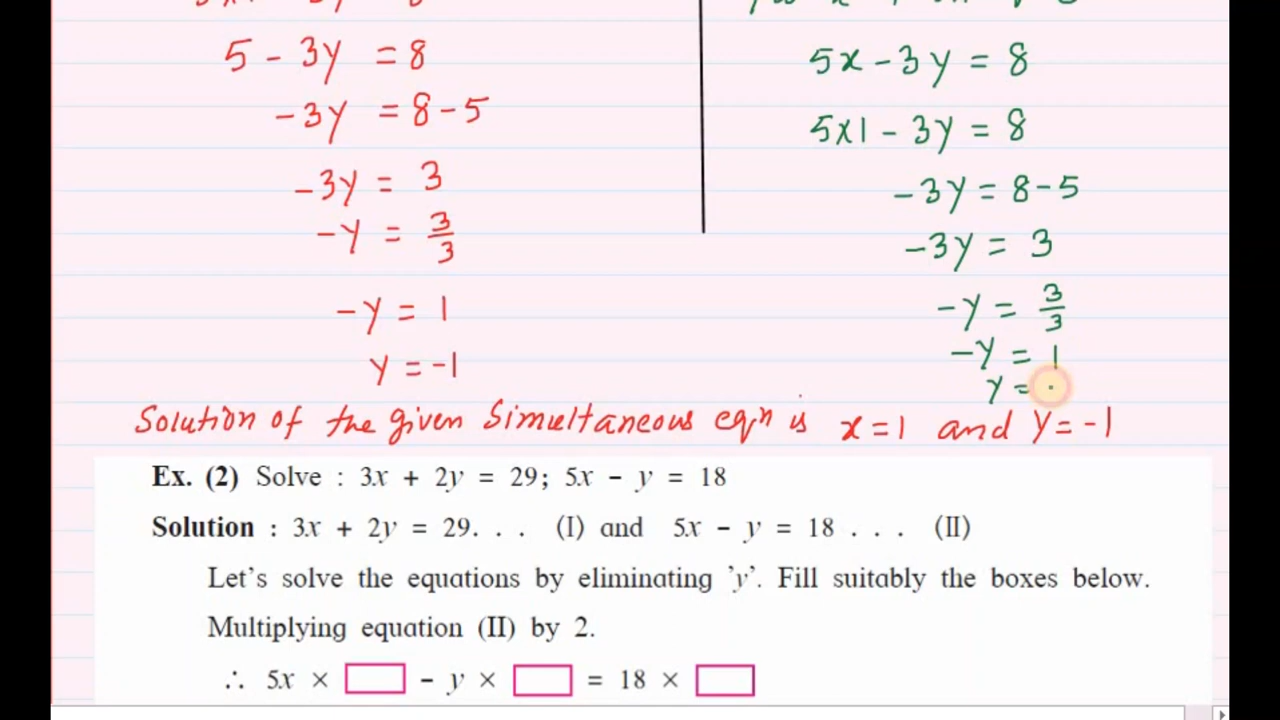 5 - 3y = 8
-3y = 8 - 5
-3y = 3
-y = 3/3
-y = 1
y = -1
5x - 3y = 8
5x1 - 3y = 8
-3y = 8 - 5
-3y = 3
-y = 3/3
-y = 1
y =
Solution of the given Simultaneous eqn is x = 1 and y = -1
Ex. (2) Solve : 3x + 2y = 29; 5x - y = 18
Solution : 3x + 2y = 29. . . (I) and 5x - y = 18 . . . (II)
Let's solve the equations by eliminating 'y'. Fill suitably the boxes below.
Multiplying equation (II) by 2.
∴ 5x × □ - y × □ = 18 × □